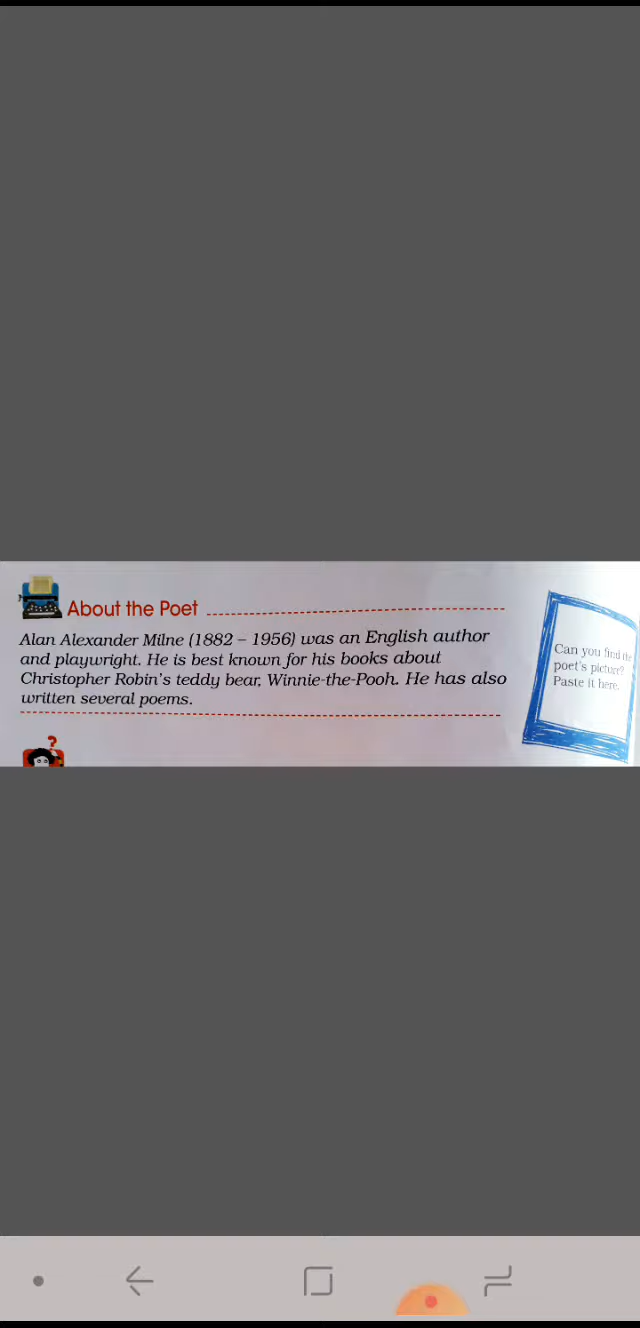 About the Poet
Alan Alexander Milne (1882 – 1956) was an English author
and playwright. He is best known for his books about
Christopher Robin's teddy bear, Winnie-the-Pooh. He has also
written several poems.
Can you find the
poet's picture?
Paste it here.
?